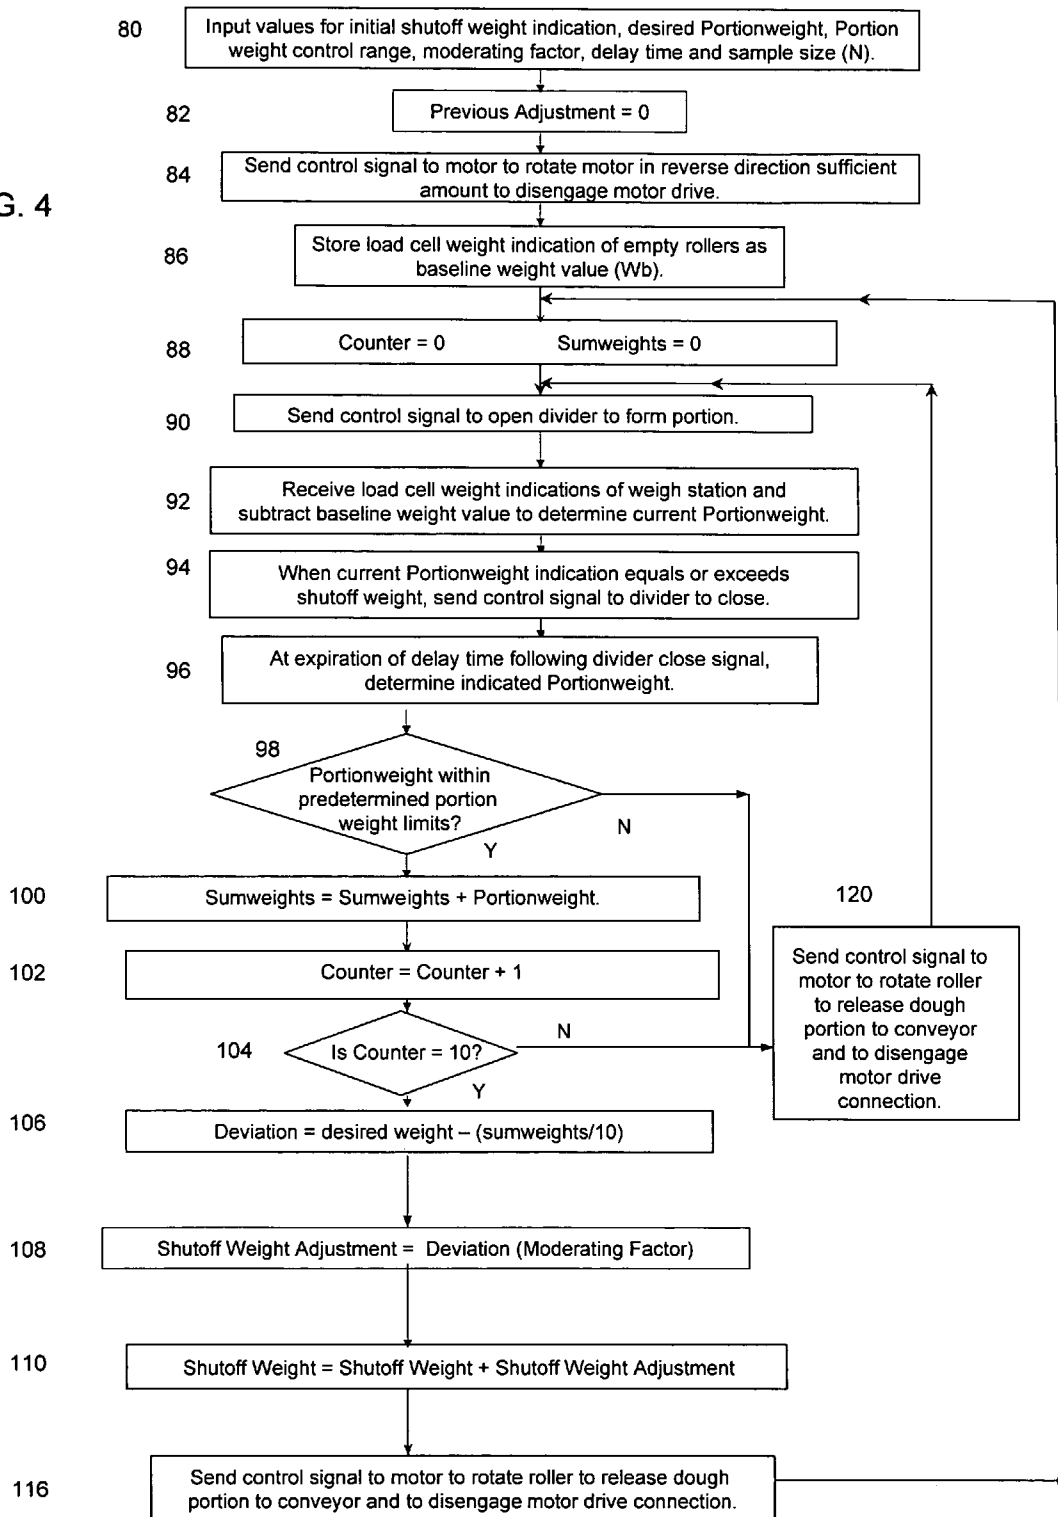 80
Input values for initial shutoff weight indication, desired Portionweight, Portion
weight control range, moderating factor, delay time and sample size (N).
82
Previous Adjustment = 0
84
Send control signal to motor to rotate motor in reverse direction sufficient
amount to disengage motor drive.
G. 4
86
Store load cell weight indication of empty rollers as
baseline weight value (Wb).
88
Counter = 0 Sumweights = 0
90
Send control signal to open divider to form portion.
92
Receive load cell weight indications of weigh station and
subtract baseline weight value to determine current Portionweight.
94
When current Portionweight indication equals or exceeds
shutoff weight, send control signal to divider to close.
96
At expiration of delay time following divider close signal,
determine indicated Portionweight.
98
Portionweight within
predetermined portion
weight limits?
N
Y
100
Sumweights = Sumweights + Portionweight.
120
Send control signal to
motor to rotate roller
to release dough
portion to conveyor
and to disengage
motor drive
connection.
102
Counter = Counter + 1
104
Is Counter = 10?
N
Y
106
Deviation = desired weight – (sumweights/10)
108
Shutoff Weight Adjustment = Deviation (Moderating Factor)
110
Shutoff Weight = Shutoff Weight + Shutoff Weight Adjustment
116
Send control signal to motor to rotate roller to release dough
portion to conveyor and to disengage motor drive connection.